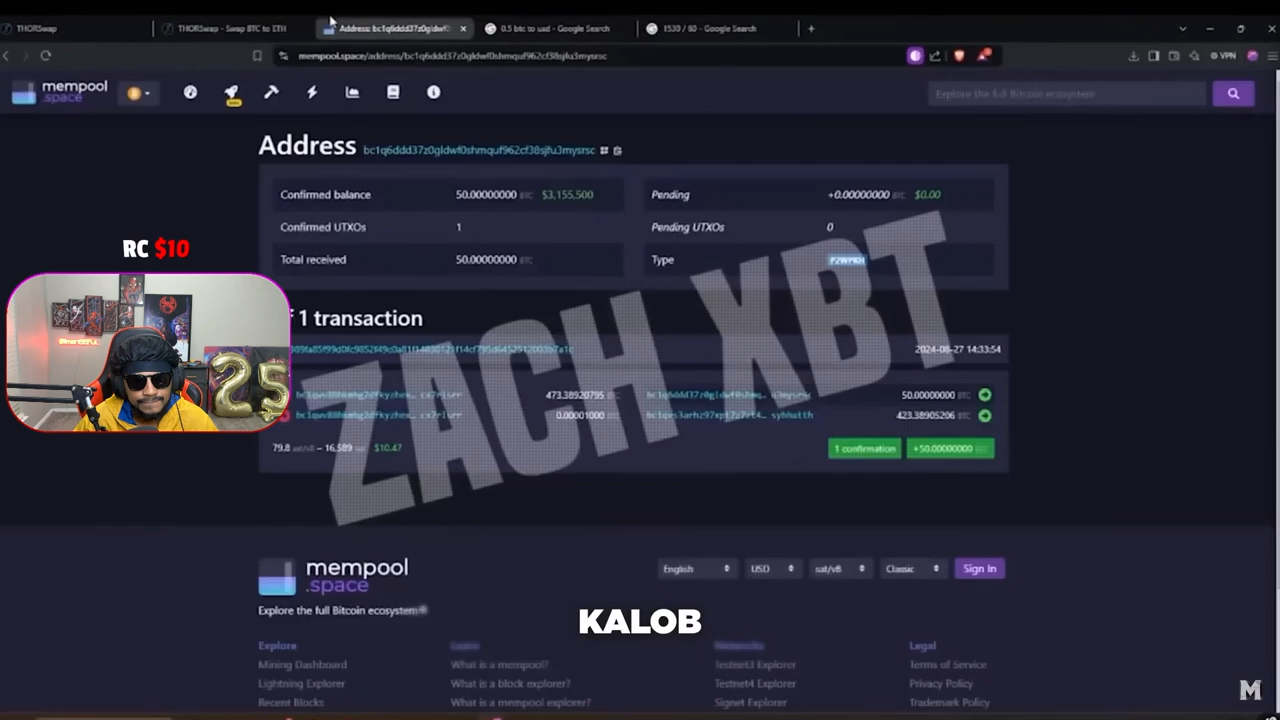 THORSwap
THORSwap - Swap BTC to ETH
Address: bc1q6ddd37z0gldwf0
0.5 btc to usd - Google Search
1530 / 60 - Google Search
mempool.space/address/bc1q6ddd37z0gldwf0shmquf962cf38sjfu3mysrsc
VPN
mempool
.space
Explore the full Bitcoin ecosystem
Address bc1q6ddd37z0gldwf0shmquf962cf38sjfu3mysrsc
Confirmed balance 50.00000000 BTC $3,155,500
Pending +0.00000000 BTC $0.00
Confirmed UTXOs 1
Pending UTXOs 0
Total received 50.00000000 BTC
Type P2WPKH
RC $10
1 transaction
2024-08-27 14:33:54
473.38920795 BTC
50.00000000 BTC
0.00001000 BTC
423.38905206 BTC
$10.47
1 confirmation
+50.00000000 BTC
ZACH XBT
25
mempool
.space
English
USD
sat/vB
Classic
Sign In
Explore the full Bitcoin ecosystem
KALOB
Explore
Learn
Networks
Legal
Mining Dashboard
What is a mempool?
Testnet3 Explorer
Terms of Service
Lightning Explorer
What is a block explorer?
Testnet4 Explorer
Privacy Policy
Recent Blocks
What is a mempool explorer?
Signet Explorer
Trademark Policy
M